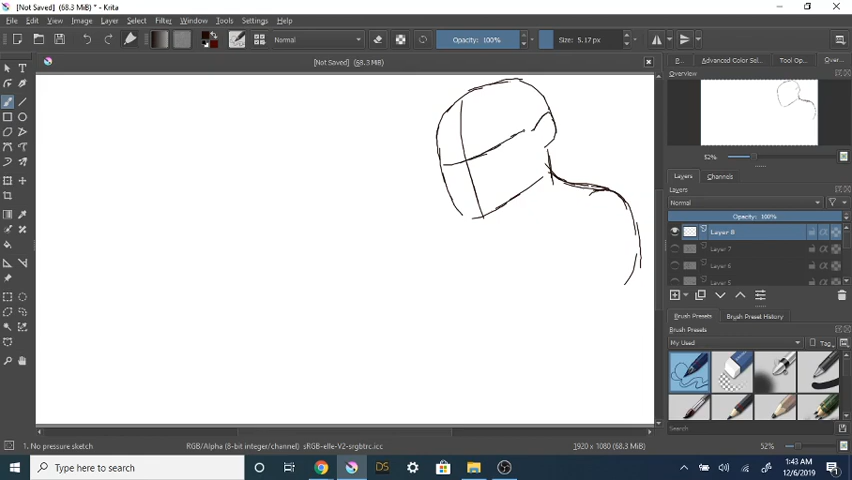 [Not Saved] (68.3 MiB) * - Krita
File Edit View Image Layer Select Filter Window Tools Settings Help
Normal Opacity: 100% Size: 5.17 px
[Not Saved] (68.3 MiB)
P... Advanced Color Sel... Tool Op... Over...
Overview
52%
Layers Channels
Layers
Normal
Opacity: 100%
Layer 8
Layer 7
Layer 6
Layer 5
Brush Presets Brush Preset History
Brush Presets
My Used Tag
Search
1. No pressure sketch RGB/Alpha (8-bit integer/channel) sRGB-elle-V2-srgbtrc.icc 1920 x 1080 (68.3 MiB) 52%
Type here to search DS 1:43 AM
12/6/2019